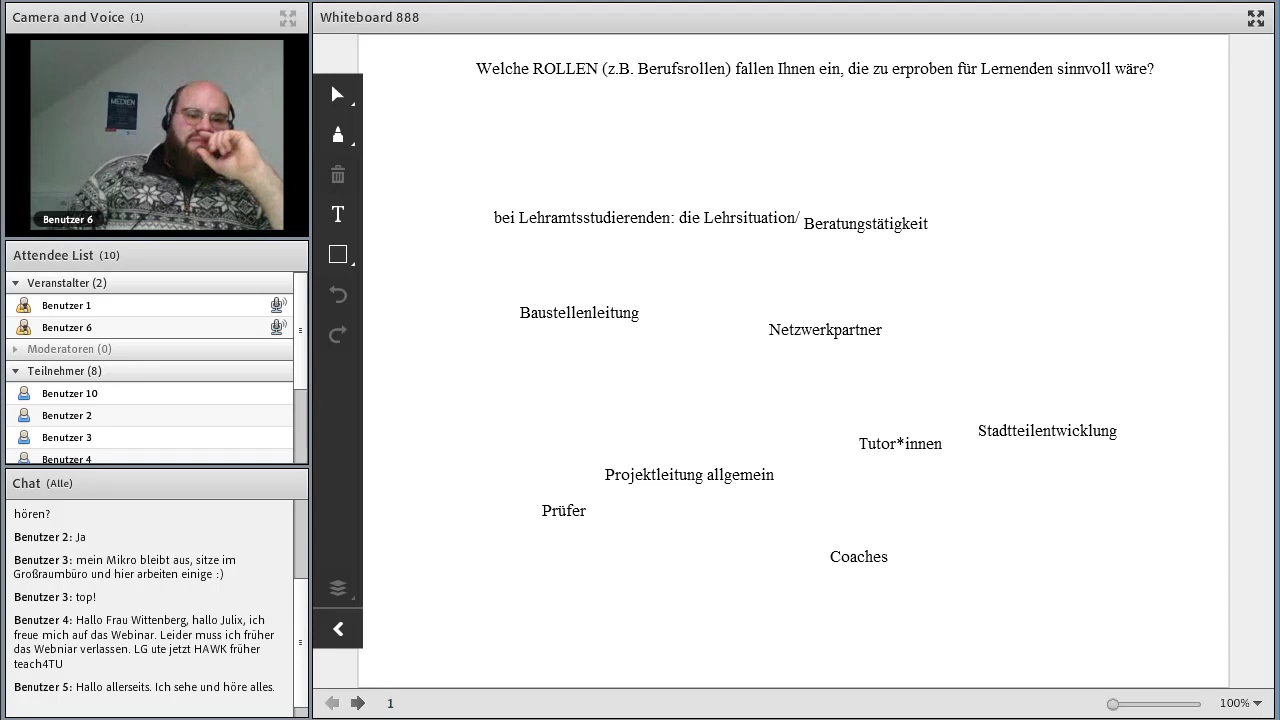 Camera and Voice (1)
MEDIEN
Benutzer 6
Attendee List (10)
Veranstalter (2)
Benutzer 1
Benutzer 6
Moderatoren (0)
Teilnehmer (8)
Benutzer 10
Benutzer 2
Benutzer 3
Benutzer 4
Chat (Alle)
hören?
Benutzer 2: Ja
Benutzer 3: mein Mikro bleibt aus, sitze im
Großraumbüro und hier arbeiten einige :)
Benutzer 3: top!
Benutzer 4: Hallo Frau Wittenberg, hallo Julix, ich
freue mich auf das Webinar. Leider muss ich früher
das Webniar verlassen. LG ute jetzt HAWK früher
teach4TU
Benutzer 5: Hallo allerseits. Ich sehe und höre alles.
Whiteboard 888
Welche ROLLEN (z.B. Berufsrollen) fallen Ihnen ein, die zu erproben für Lernenden sinnvoll wäre?
bei Lehramtsstudierenden: die Lehrsituation/
Beratungstätigkeit
Baustellenleitung
Netzwerkpartner
Stadtteilentwicklung
Tutor*innen
Projektleitung allgemein
Prüfer
Coaches
T
1
100%